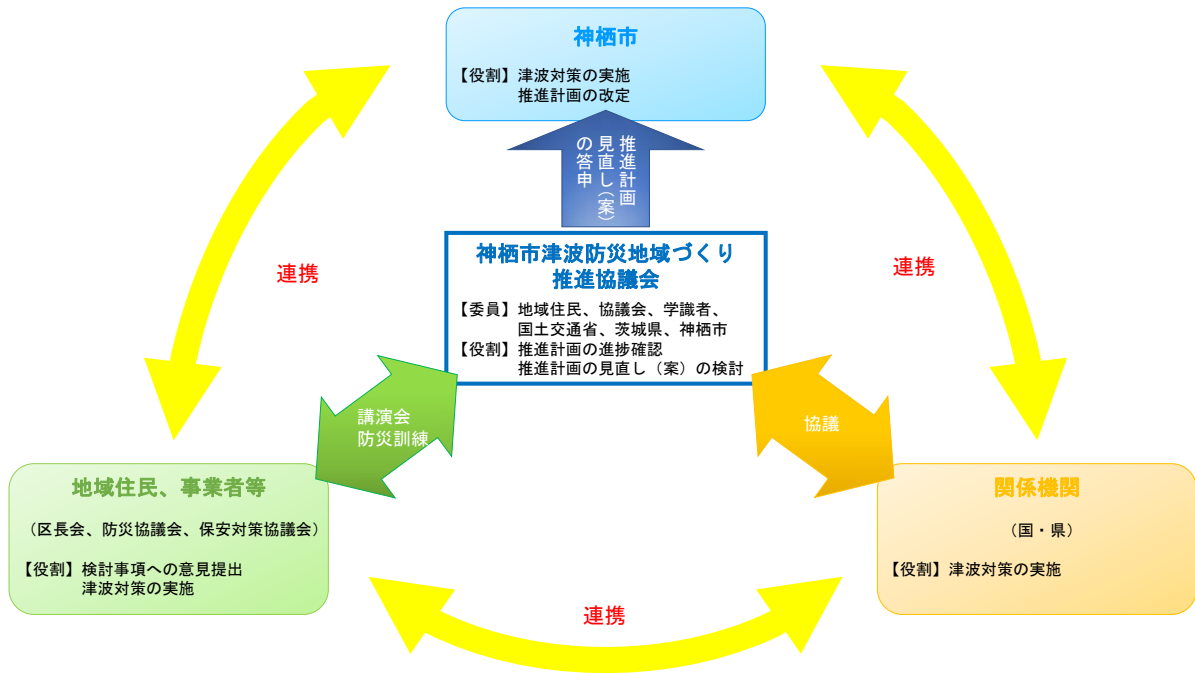 神栖市
【役割】津波対策の実施
推進計画の改定
推進計画
見直し（案）
の答申
神栖市津波防災地域づくり
推進協議会
【委員】地域住民、協議会、学識者、
国土交通省、茨城県、神栖市
【役割】推進計画の進捗確認
推進計画の見直し（案）の検討
連携
連携
講演会
防災訓練
協議
地域住民、事業者等
（区長会、防災協議会、保安対策協議会）
【役割】検討事項への意見提出
津波対策の実施
関係機関
（国・県）
【役割】津波対策の実施
連携